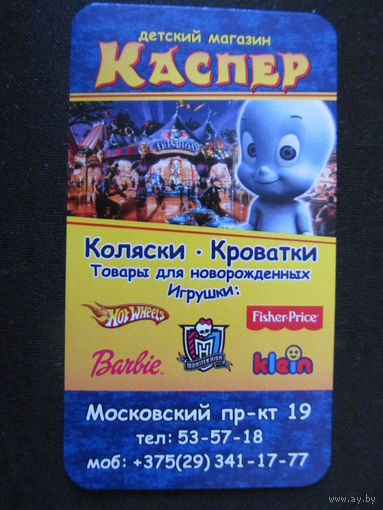 детский магазин
Каспер
Коляски · Кроватки
Товары для новорожденных
Игрушки:
Hot Wheels
Fisher-Price
Barbie
Monster High
klein
Московский пр-кт 19
тел: 53-57-18
моб: +375(29) 341-17-77
www.ay.by